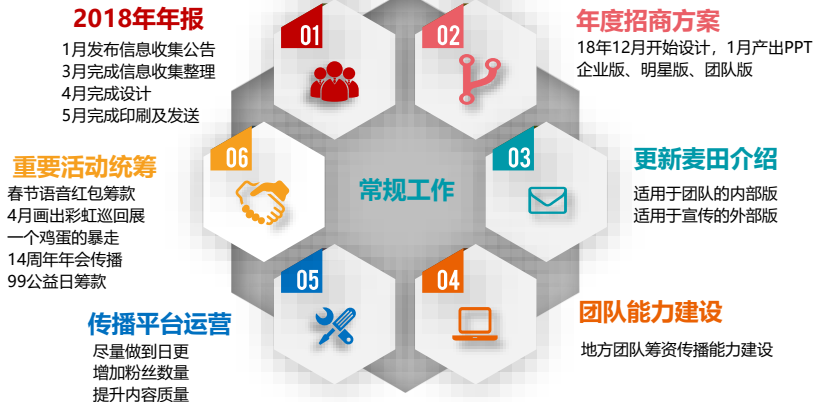 01
2018年年报
1月发布信息收集公告
3月完成信息收集整理
4月完成设计
5月完成印刷及发送
02
年度招商方案
18年12月开始设计，1月产出PPT
企业版、明星版、团队版
03
更新麦田介绍
适用于团队的内部版
适用于宣传的外部版
04
团队能力建设
地方团队筹资传播能力建设
05
传播平台运营
尽量做到日更
增加粉丝数量
提升内容质量
06
重要活动统筹
春节语音红包筹款
4月画出彩虹巡回展
一个鸡蛋的暴走
14周年年会传播
99公益日筹款
常规工作